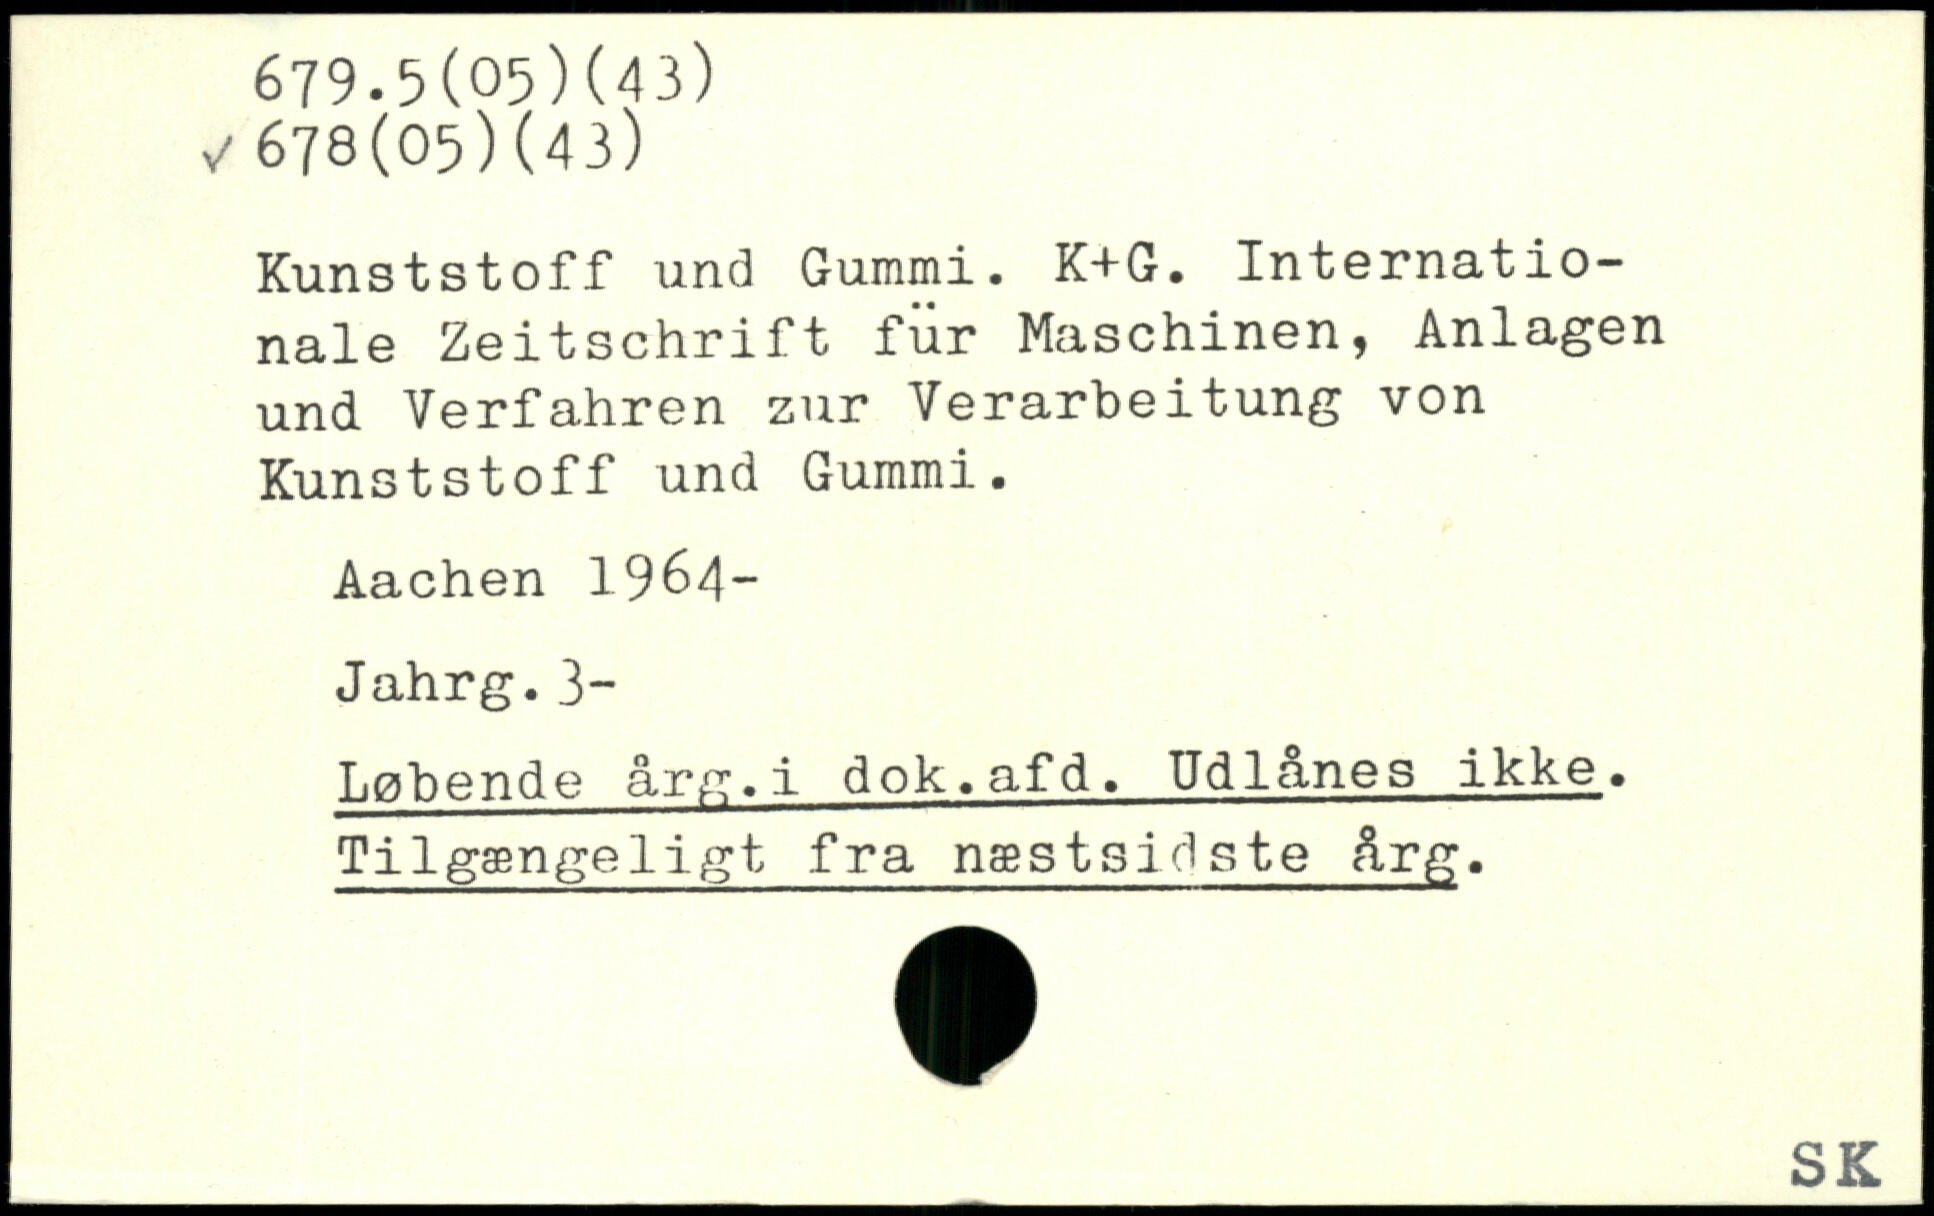 679.5(05)(43)
✓ 678(05)(43)
Kunststoff und Gummi. K+G. Internatio-
nale Zeitschrift für Maschinen, Anlagen
und Verfahren zur Verarbeitung von
Kunststoff und Gummi.
Aachen 1964-
Jahrg.3-
Løbende årg.i dok.afd. Udlånes ikke.
Tilgængeligt fra næstsidste årg.
SK